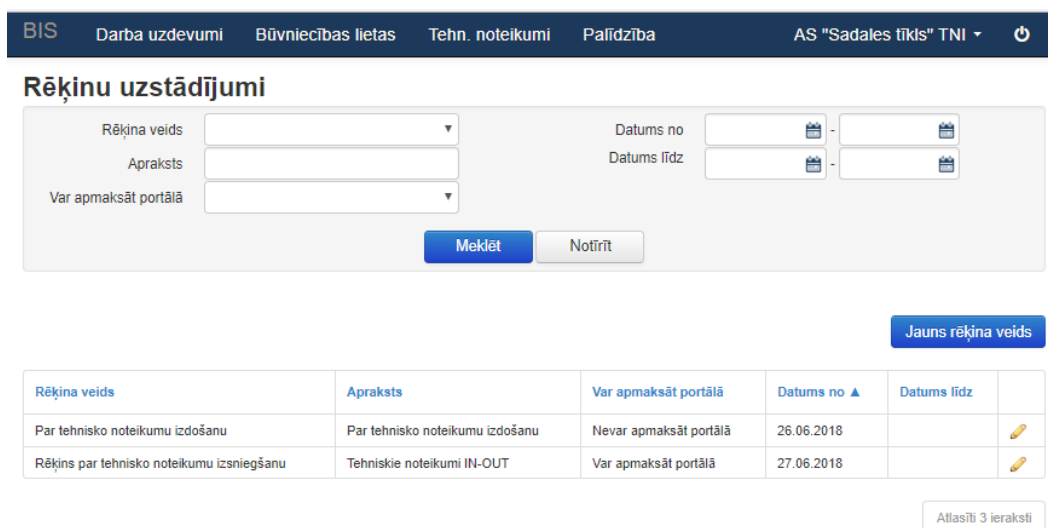 BIS Darba uzdevumi Būvniecības lietas Tehn. noteikumi Palīdzība AS "Sadales tīkls" TNI
Rēķinu uzstādījumi
Rēķina veids Datums no -
Apraksts Datums līdz -
Var apmaksāt portālā
Meklēt Notīrīt
Jauns rēķina veids
Rēķina veids Apraksts Var apmaksāt portālā Datums no ▲ Datums līdz
Par tehnisko noteikumu izdošanu Par tehnisko noteikumu izdošanu Nevar apmaksāt portālā 26.06.2018
Rēķins par tehnisko noteikumu izsniegšanu Tehniskie noteikumi IN-OUT Var apmaksāt portālā 27.06.2018
Atlasīti 3 ieraksti